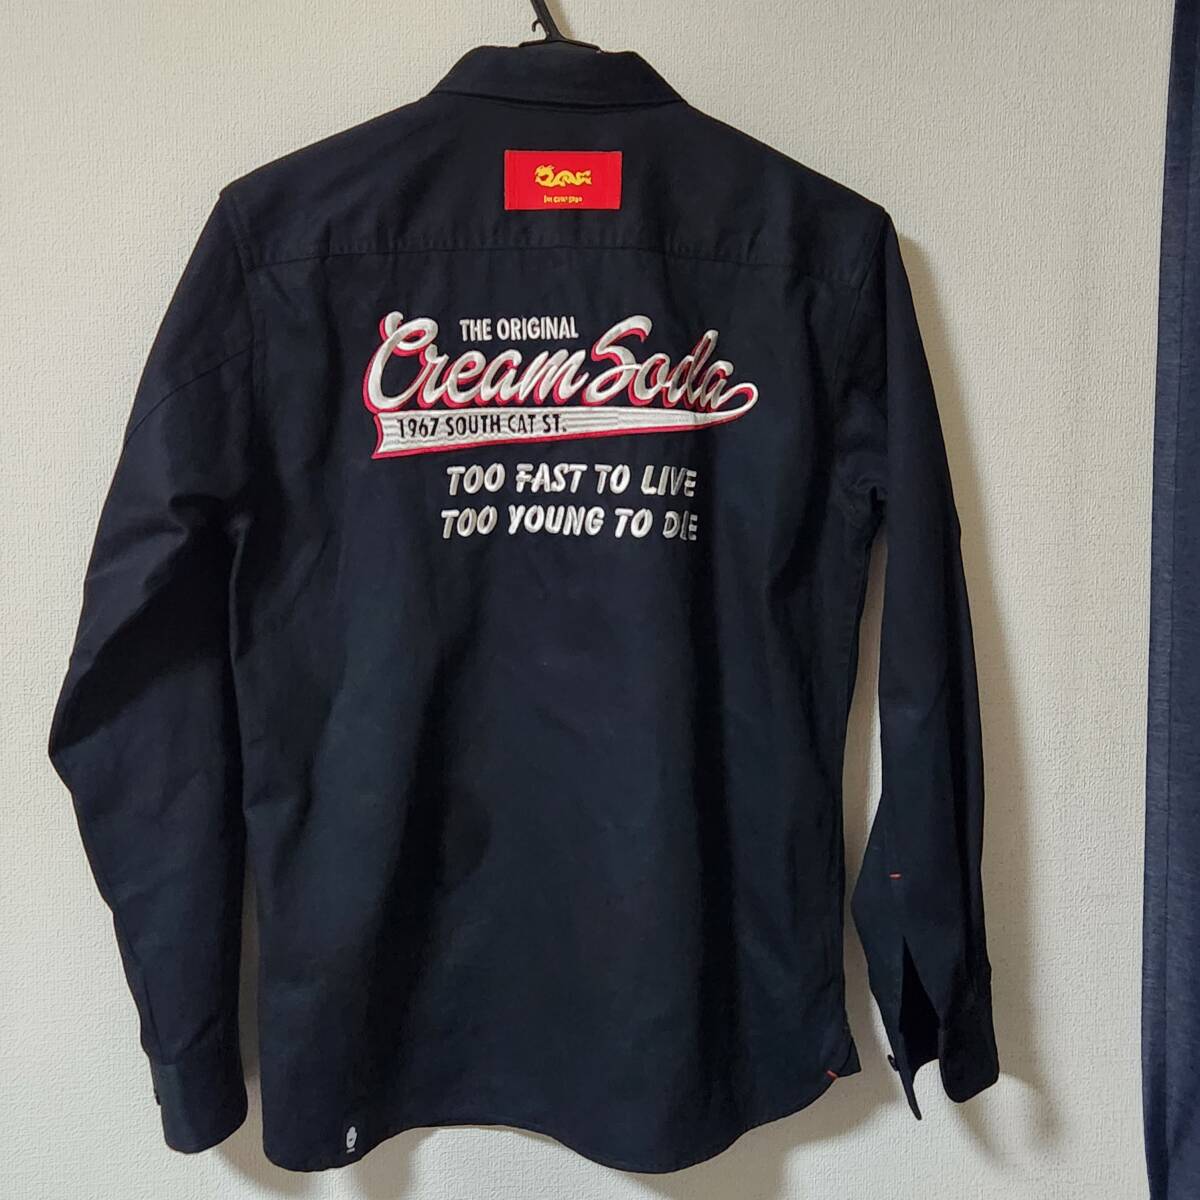 THE ORIGINAL
Cream Soda
1967 SOUTH CAT ST.
TOO FAST TO LIVE
TOO YOUNG TO DIE